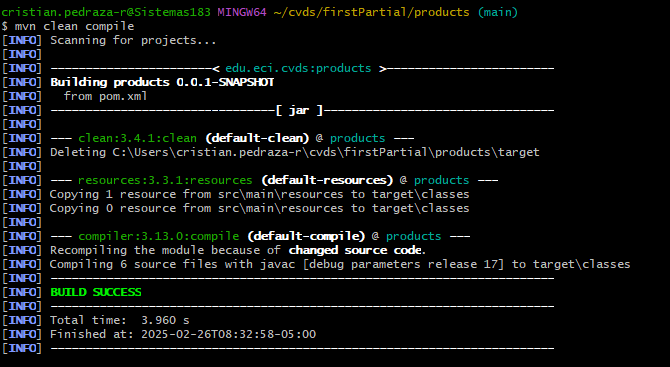 cristian.pedraza-r@Sistemas183 MINGW64 ~/cvds/firstPartial/products (main)
$ mvn clean compile
[INFO] Scanning for projects...
[INFO]
[INFO] ----------------------< edu.eci.cvds:products >-----------------------
[INFO] Building products 0.0.1-SNAPSHOT
[INFO]   from pom.xml
[INFO] --------------------------------[ jar ]---------------------------------
[INFO]
[INFO] --- clean:3.4.1:clean (default-clean) @ products ---
[INFO] Deleting C:\Users\cristian.pedraza-r\cvds\firstPartial\products\target
[INFO]
[INFO] --- resources:3.3.1:resources (default-resources) @ products ---
[INFO] Copying 1 resource from src\main\resources to target\classes
[INFO] Copying 0 resource from src\main\resources to target\classes
[INFO]
[INFO] --- compiler:3.13.0:compile (default-compile) @ products ---
[INFO] Recompiling the module because of changed source code.
[INFO] Compiling 6 source files with javac [debug parameters release 17] to target\classes
[INFO] ------------------------------------------------------------------------
[INFO] BUILD SUCCESS
[INFO] ------------------------------------------------------------------------
[INFO] Total time:  3.960 s
[INFO] Finished at: 2025-02-26T08:32:58-05:00
[INFO] ------------------------------------------------------------------------